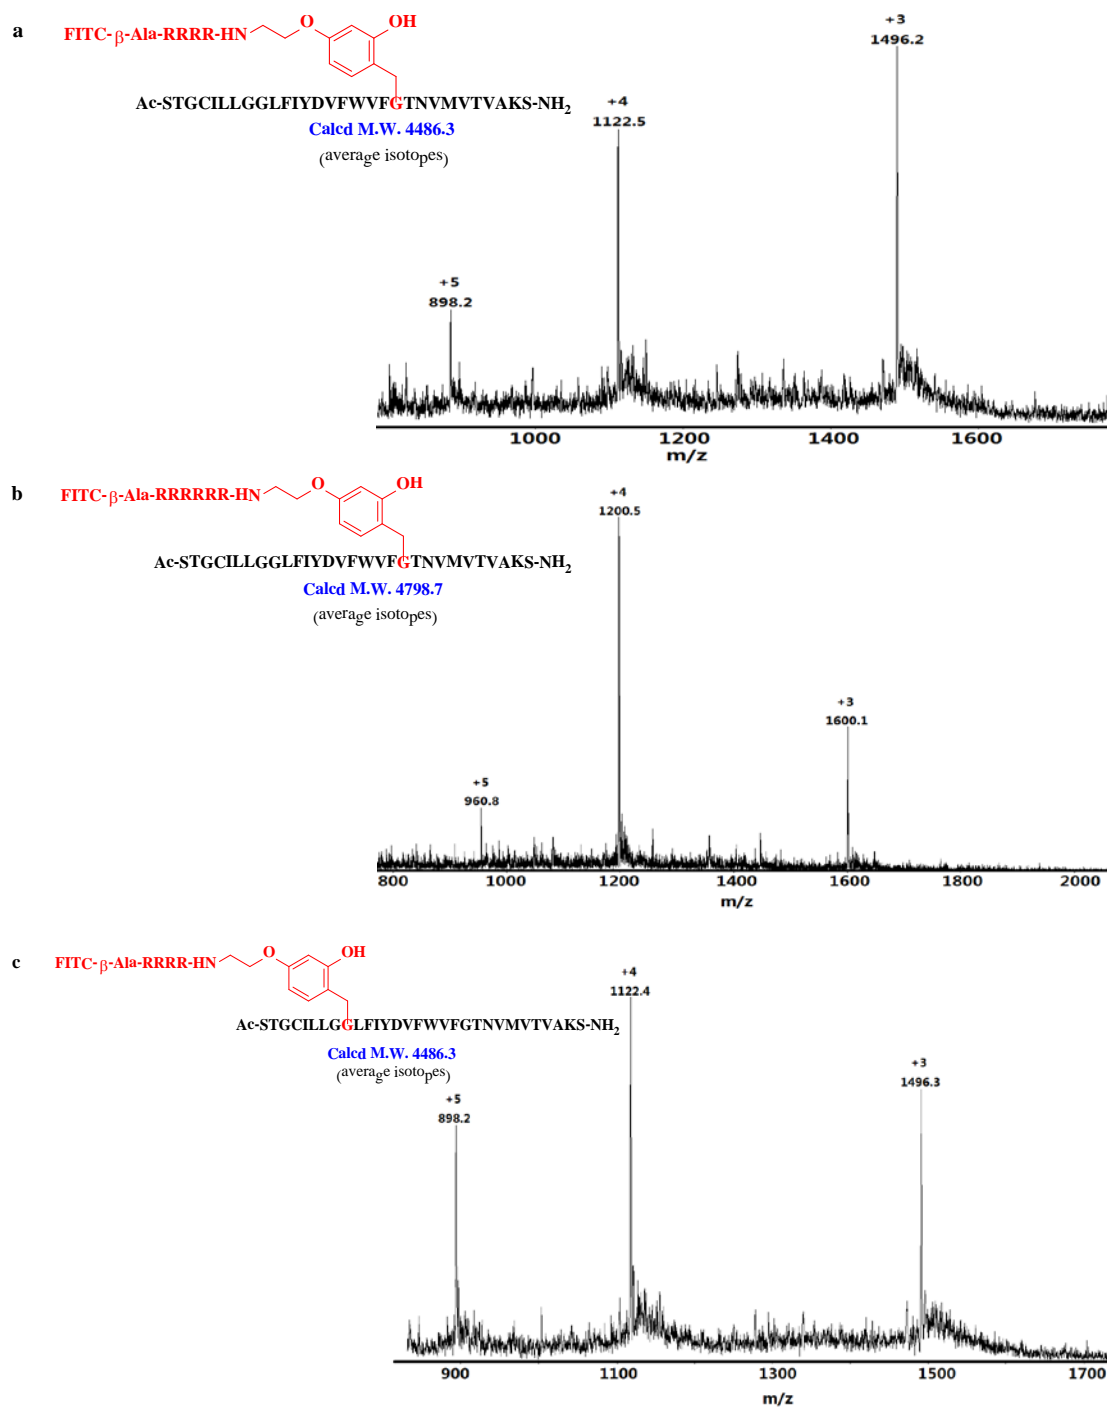 a
FITC-β-Ala-RRRR-HN
O
OH
Ac-STGCILLGGLFIYDVFWVFGTNVMVTVAKS-NH2
Calcd M.W. 4486.3
(average isotopes)
+5
898.2
+4
1122.5
+3
1496.2
1000 1200 1400 1600
m/z
b
FITC-β-Ala-RRRRRR-HN
O
OH
Ac-STGCILLGGLFIYDVFWVFGTNVMVTVAKS-NH2
Calcd M.W. 4798.7
(average isotopes)
+5
960.8
+4
1200.5
+3
1600.1
800 1000 1200 1400 1600 1800 2000
m/z
c
FITC-β-Ala-RRRR-HN
O
OH
Ac-STGCILLGGLFIYDVFWVFGTNVMVTVAKS-NH2
Calcd M.W. 4486.3
(average isotopes)
+5
898.2
+4
1122.4
+3
1496.3
900 1100 1300 1500 1700
m/z